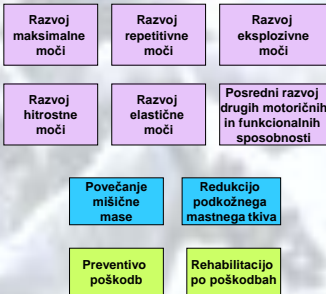 Razvoj
maksimalne
moči
Razvoj
repetitivne
moči
Razvoj
eksplozivne
moči
Razvoj
hitrostne
moči
Razvoj
elastične
moči
Posredni razvoj
drugih motoričnih
in funkcionalnih
sposobnosti
Povečanje
mišične
mase
Redukcijo
podkožnega
mastnega tkiva
Preventivo
poškodb
Rehabilitacijo
po poškodbah